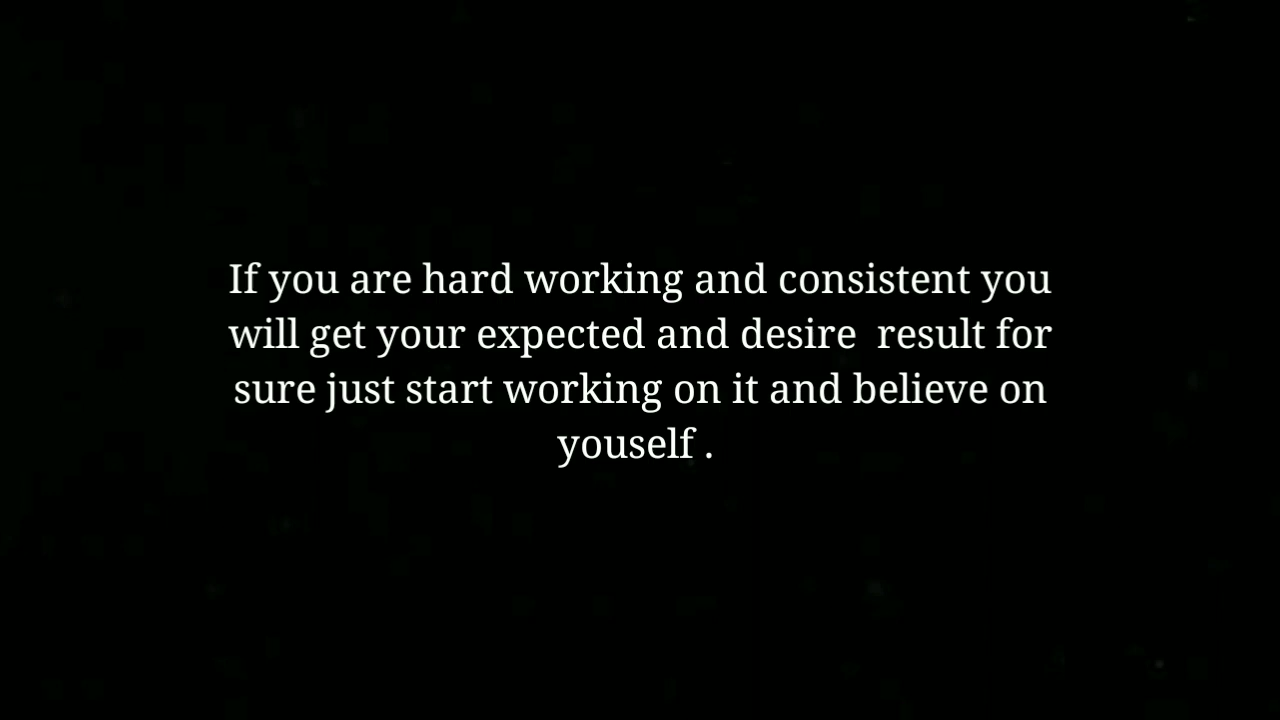 If you are hard working and consistent you
will get your expected and desire  result for
sure just start working on it and believe on
youself .